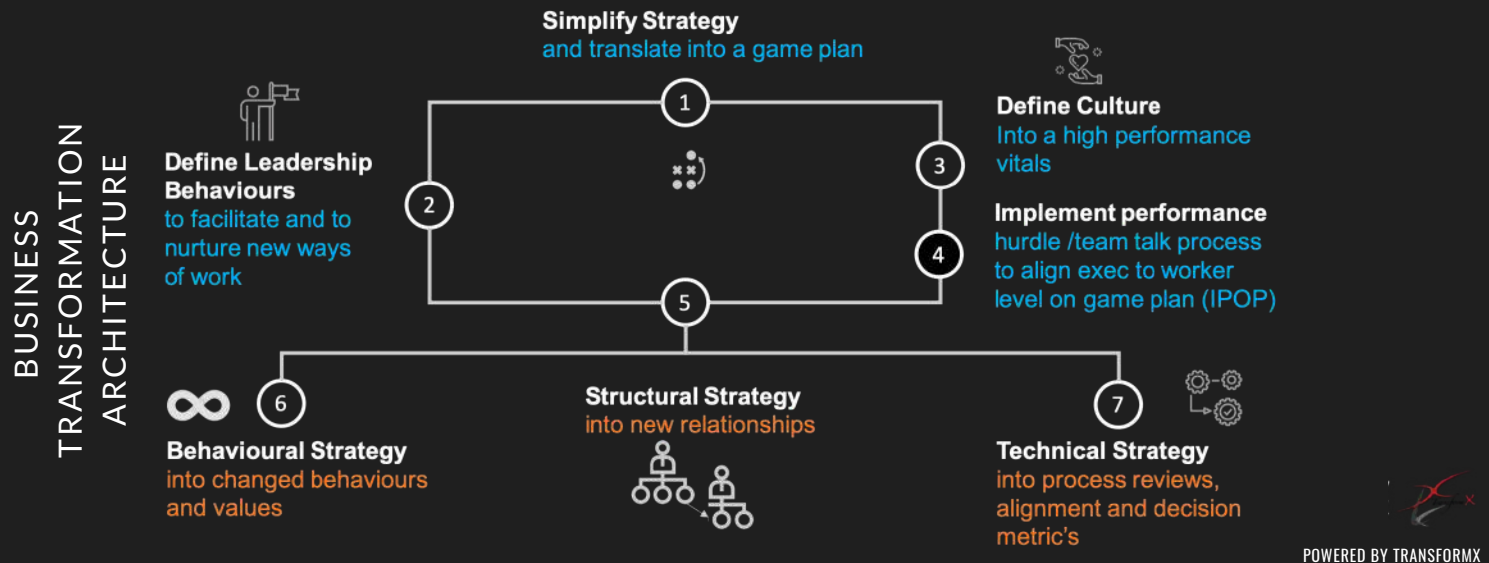 BUSINESS
TRANSFORMATION
ARCHITECTURE
Simplify Strategy
and translate into a game plan
1
Define Leadership
Behaviours
to facilitate and to
nurture new ways
of work
2
Define Culture
Into a high performance
vitals
3
Implement performance
hurdle /team talk process
to align exec to worker
level on game plan (IPOP)
4
5
6
Behavioural Strategy
into changed behaviours
and values
Structural Strategy
into new relationships
7
Technical Strategy
into process reviews,
alignment and decision
metric's
POWERED BY TRANSFORMX